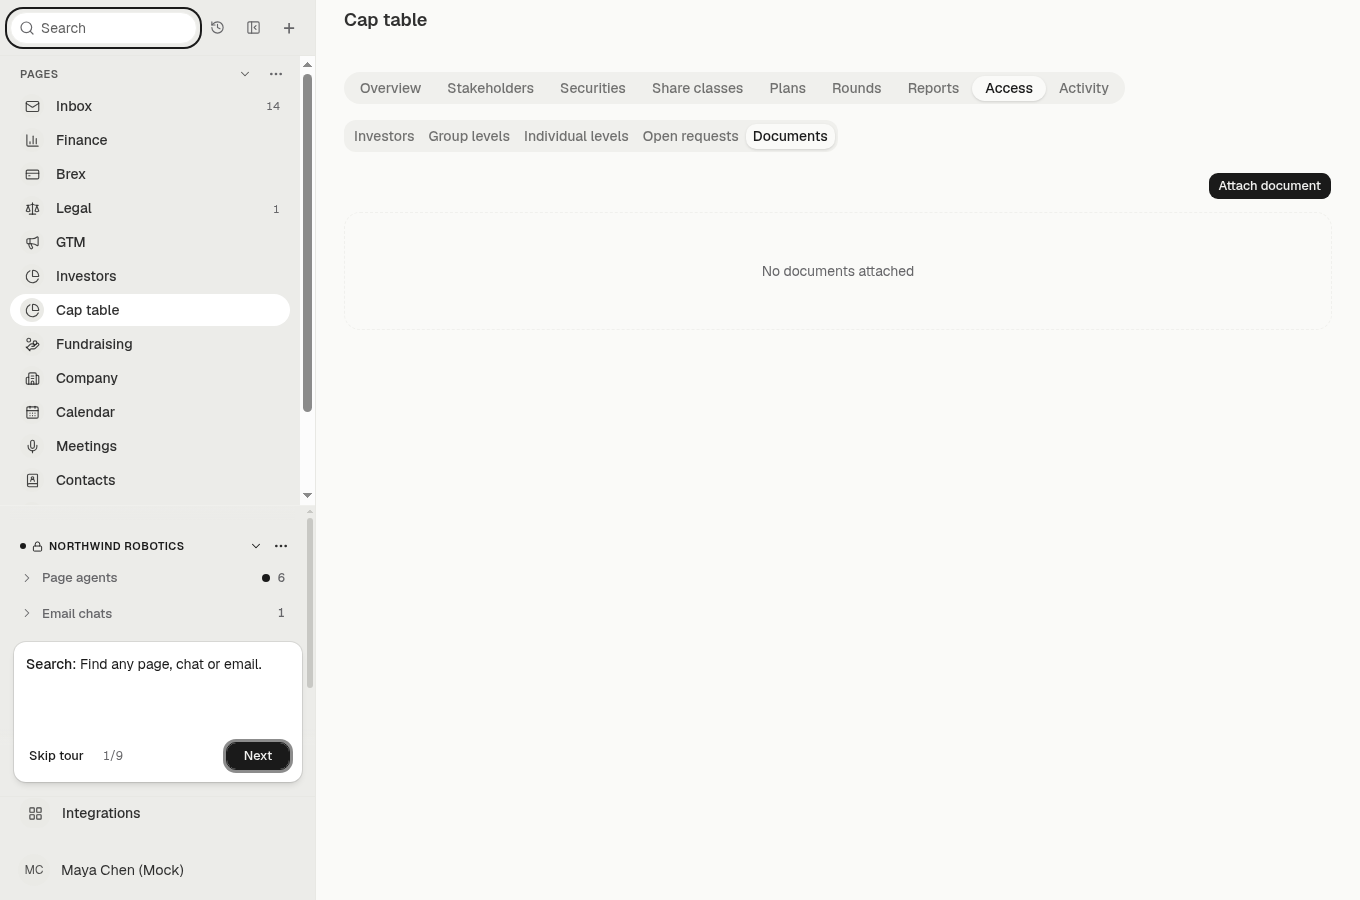 Search
PAGES
Inbox 14
Finance
Brex
Legal 1
GTM
Investors
Cap table
Fundraising
Company
Calendar
Meetings
Contacts
NORTHWIND ROBOTICS
Page agents 6
Email chats 1
Search: Find any page, chat or email.
Skip tour 1/9 Next
Integrations
MC Maya Chen (Mock)
Cap table
Overview Stakeholders Securities Share classes Plans Rounds Reports Access Activity
Investors Group levels Individual levels Open requests Documents
Attach document
No documents attached